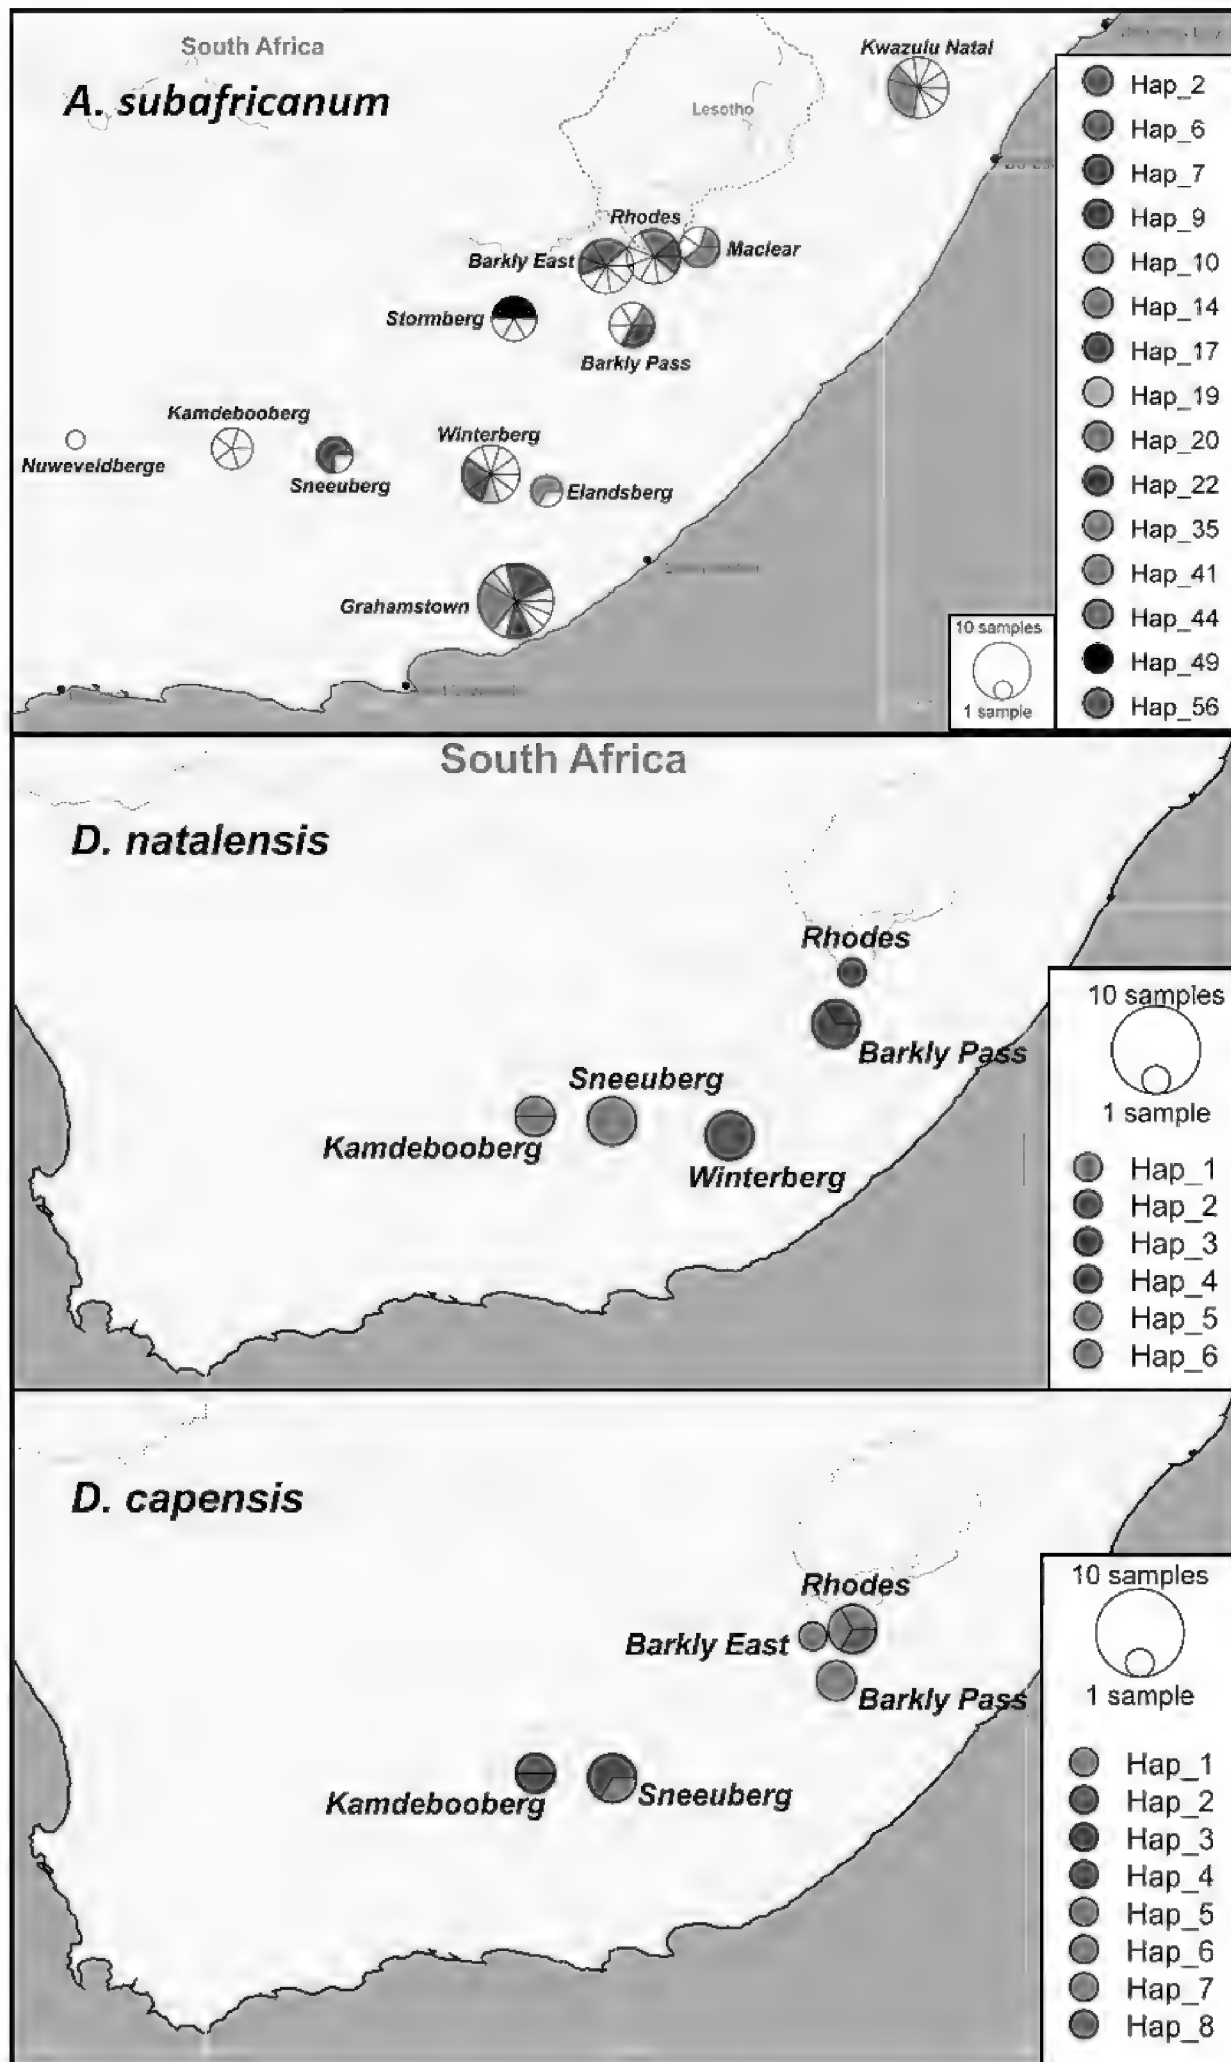 South Africa
A. subafricanum
Kwazulu Natal
Lesotho
Rhodes
Barkly East
Maclear
Stormberg
Barkly Pass
Kamdebooberg
Nuweveldberge
Sneeuberg
Winterberg
Elandsberg
Grahamstown
10 samples
1 sample
Hap_2
Hap_6
Hap_7
Hap_9
Hap_10
Hap_14
Hap_17
Hap_19
Hap_20
Hap_22
Hap_35
Hap_41
Hap_44
Hap_49
Hap_56
South Africa
D. natalensis
Rhodes
Barkly Pass
Sneeuberg
Kamdebooberg
Winterberg
10 samples
1 sample
Hap_1
Hap_2
Hap_3
Hap_4
Hap_5
Hap_6
D. capensis
Rhodes
Barkly East
Barkly Pass
Kamdebooberg
Sneeuberg
10 samples
1 sample
Hap_1
Hap_2
Hap_3
Hap_4
Hap_5
Hap_6
Hap_7
Hap_8